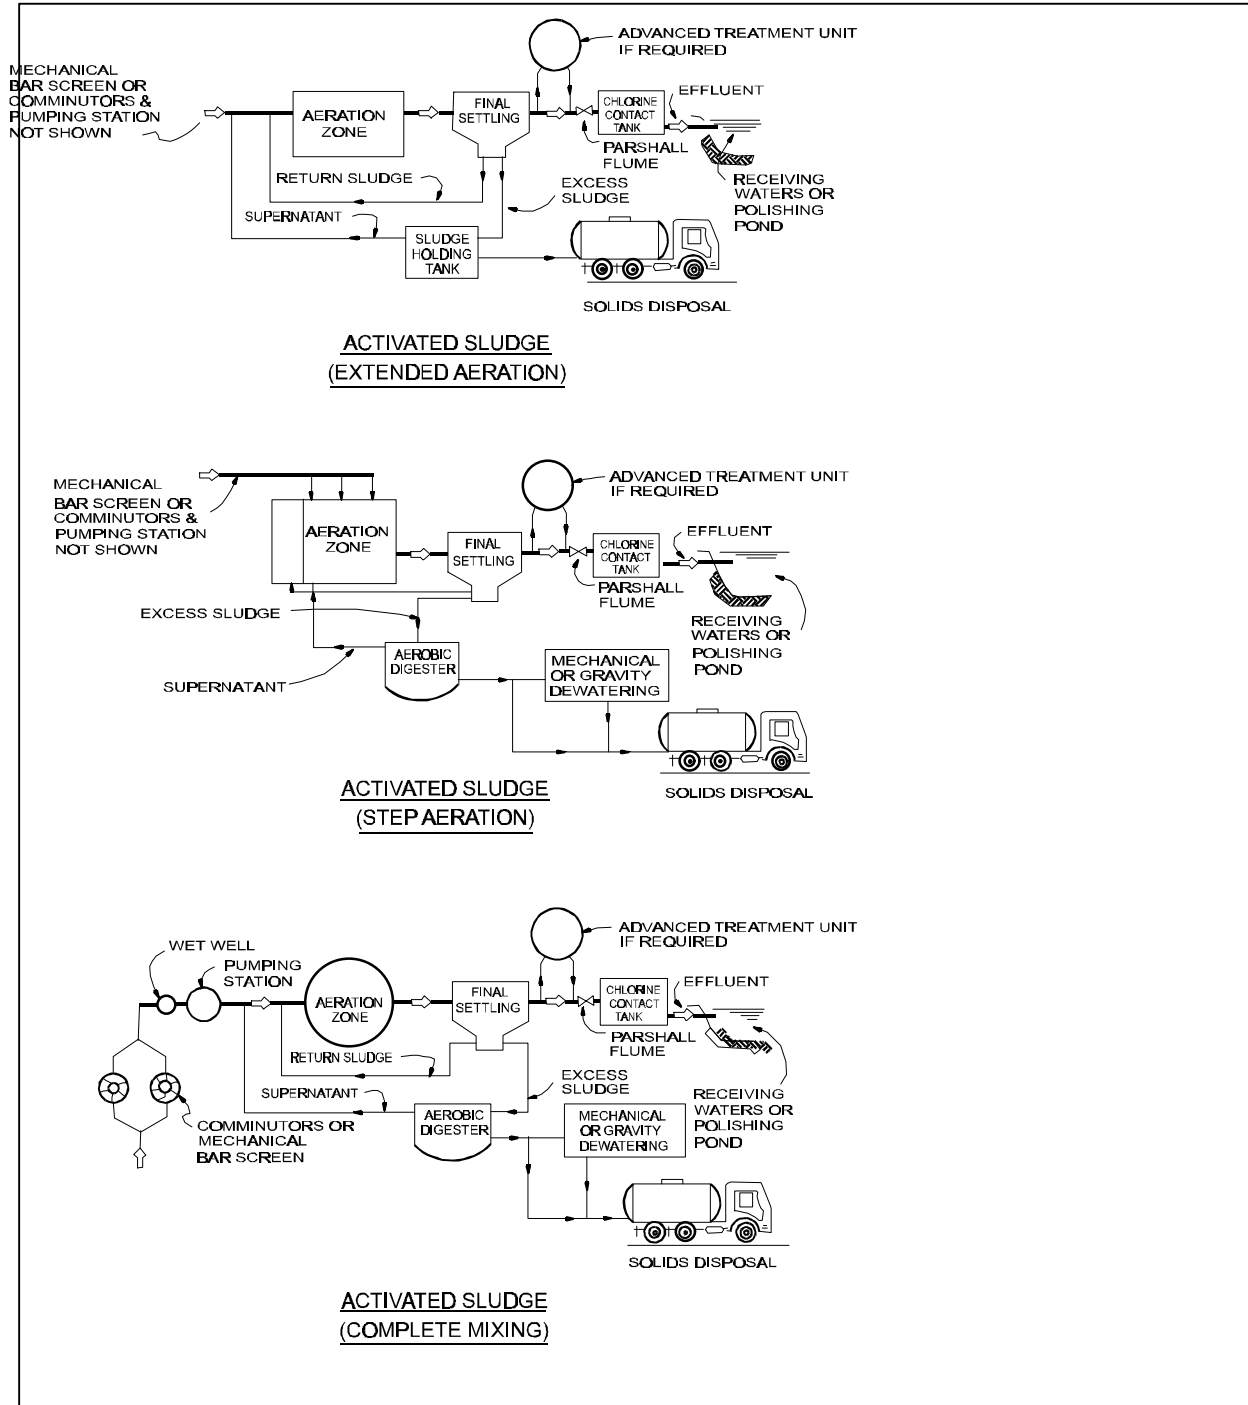 ADVANCED TREATMENT UNIT
IF REQUIRED
MECHANICAL
BAR SCREEN OR
COMMINUTORS &
PUMPING STATION
NOT SHOWN
AERATION
ZONE
FINAL
SETTLING
CHLORINE
CONTACT
TANK
EFFLUENT
PARSHALL
FLUME
RETURN SLUDGE
EXCESS
SLUDGE
RECEIVING
WATERS OR
POLISHING
POND
SUPERNATANT
SLUDGE
HOLDING
TANK
SOLIDS DISPOSAL
ACTIVATED SLUDGE
(EXTENDED AERATION)
MECHANICAL
BAR SCREEN OR
COMMINUTORS &
PUMPING STATION
NOT SHOWN
ADVANCED TREATMENT UNIT
IF REQUIRED
AERATION
ZONE
FINAL
SETTLING
CHLORINE
CONTACT
TANK
EFFLUENT
PARSHALL
FLUME
EXCESS SLUDGE
RECEIVING
WATERS OR
POLISHING
POND
AEROBIC
DIGESTER
MECHANICAL
OR GRAVITY
DEWATERING
SUPERNATANT
SOLIDS DISPOSAL
ACTIVATED SLUDGE
(STEP AERATION)
ADVANCED TREATMENT UNIT
IF REQUIRED
WET WELL
PUMPING
STATION
AERATION
ZONE
FINAL
SETTLING
CHLORINE
CONTACT
TANK
EFFLUENT
PARSHALL
FLUME
RETURN SLUDGE
EXCESS
SLUDGE
SUPERNATANT
RECEIVING
WATERS OR
POLISHING
POND
COMMINUTORS OR
MECHANICAL
BAR SCREEN
AEROBIC
DIGESTER
MECHANICAL
OR GRAVITY
DEWATERING
SOLIDS DISPOSAL
ACTIVATED SLUDGE
(COMPLETE MIXING)